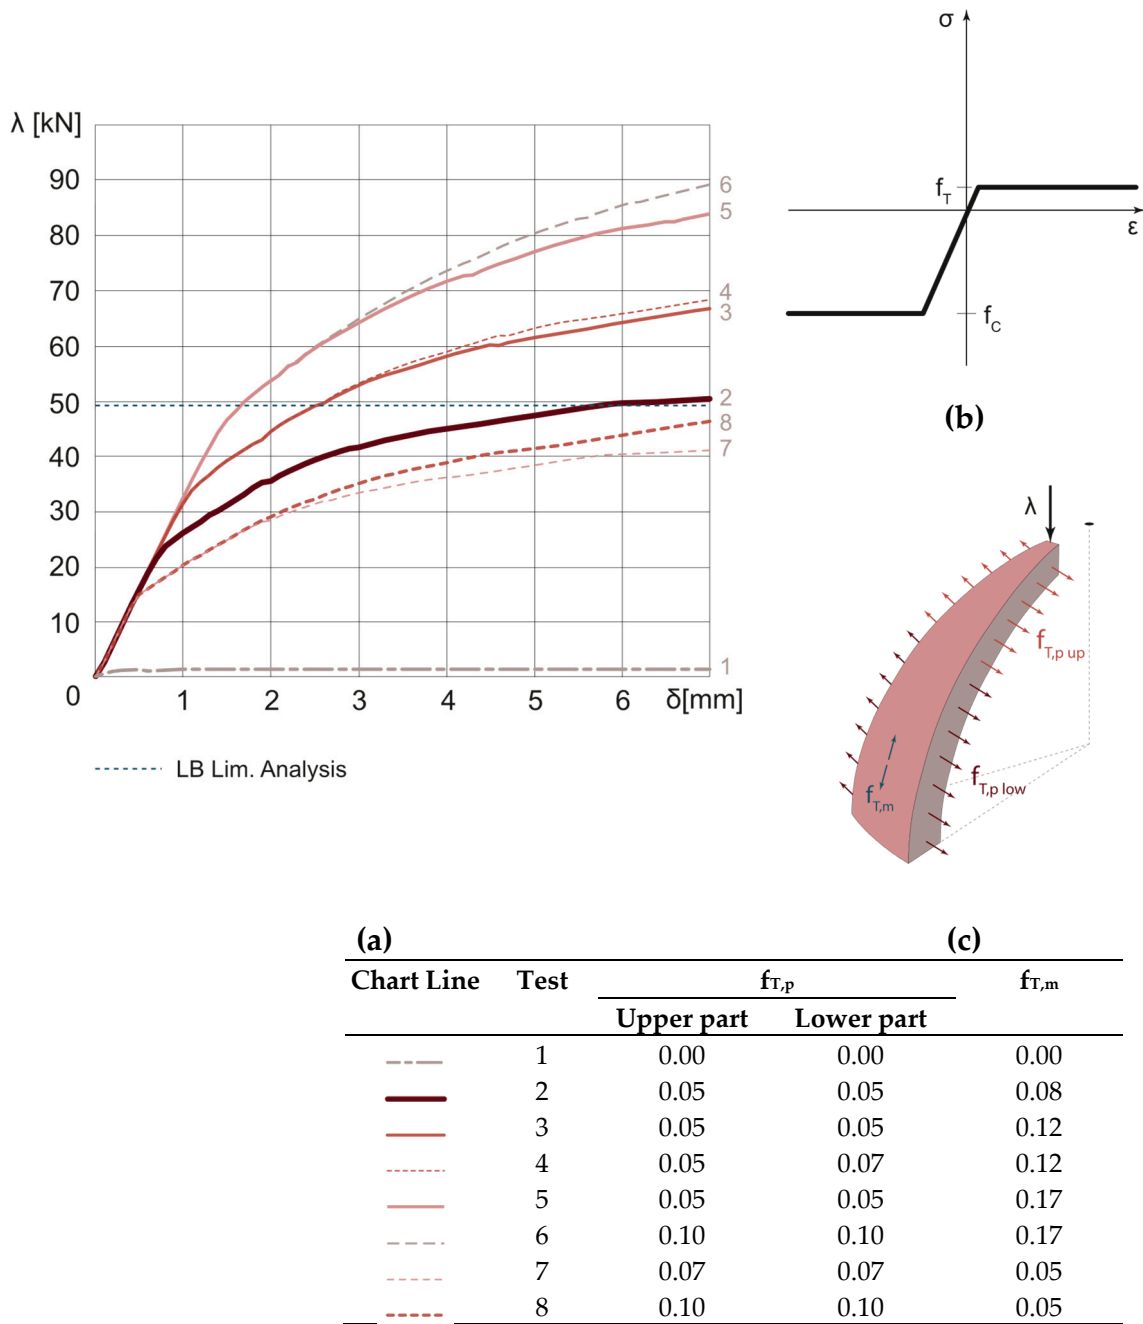 λ [kN]
90
80
70
60
50
40
30
20
10
0
1
2
3
4
5
6
δ[mm]
6
5
4
3
2
8
7
1
LB Lim. Analysis
(a)
σ
f_T
ε
f_C
(b)
λ
f_T,p up
f_T,p low
f_T,m
(c)
Chart Line Test f_T,p f_T,m
Upper part Lower part
1 0.00 0.00 0.00
2 0.05 0.05 0.08
3 0.05 0.05 0.12
4 0.05 0.07 0.12
5 0.05 0.05 0.17
6 0.10 0.10 0.17
7 0.07 0.07 0.05
8 0.10 0.10 0.05